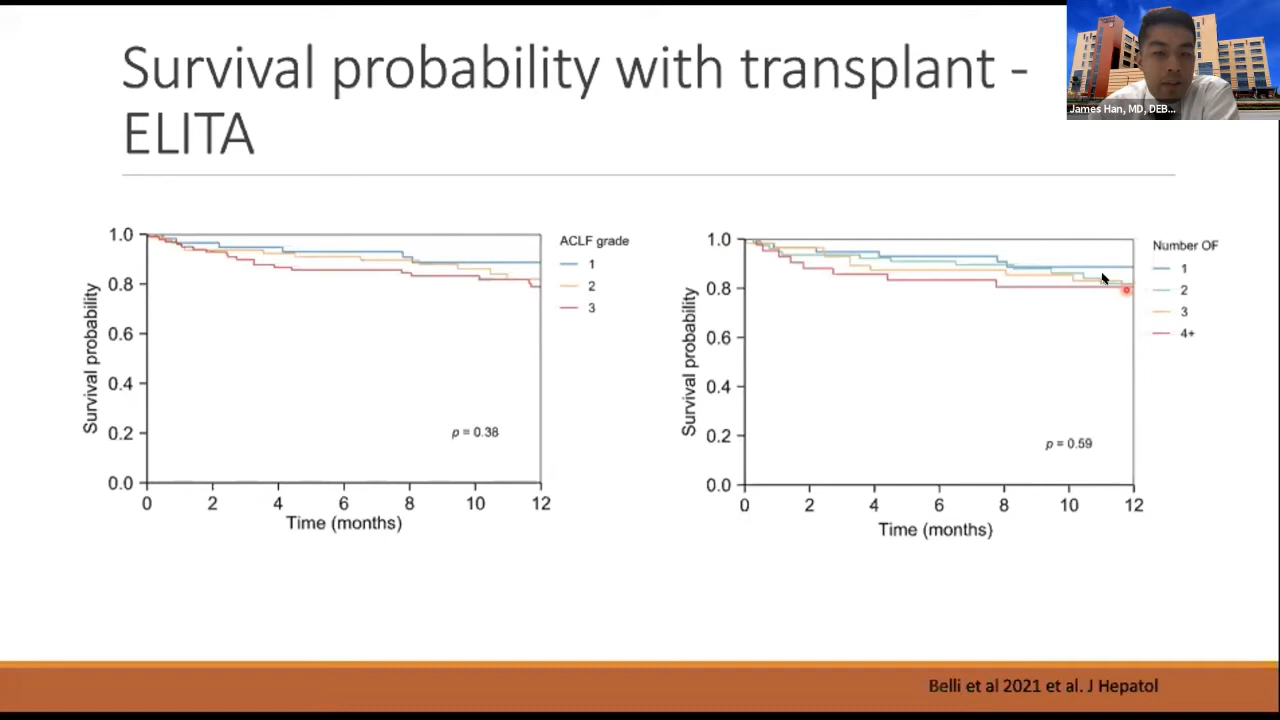 Survival probability with transplant -
ELITA
James Han, MD, DEB...
1.0
0.8
0.6
0.4
0.2
0.0
Survival probability
0 2 4 6 8 10 12
Time (months)
p = 0.38
ACLF grade
1
2
3
1.0
0.8
0.6
0.4
0.2
0.0
Survival probability
0 2 4 6 8 10 12
Time (months)
p = 0.59
Number OF
1
2
3
4+
Belli et al 2021 et al. J Hepatol